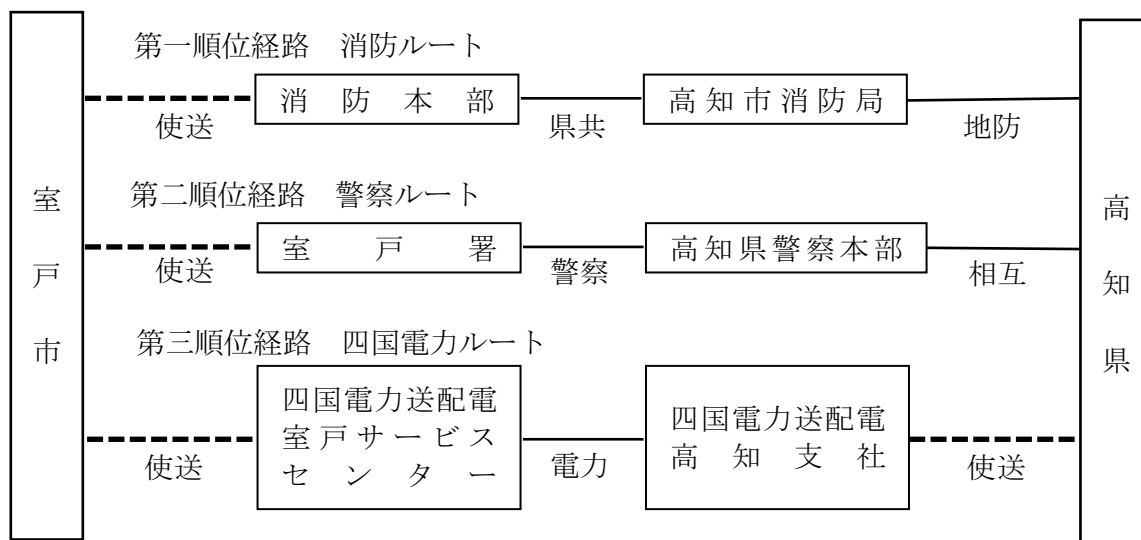 室戸市
第一順位経路　消防ルート
使送
消防本部
県共
高知市消防局
地防
第二順位経路　警察ルート
使送
室戸署
警察
高知県警察本部
相互
第三順位経路　四国電力ルート
使送
四国電力送配電
室戸サービス
センター
電力
四国電力送配電
高知支社
使送
高知県